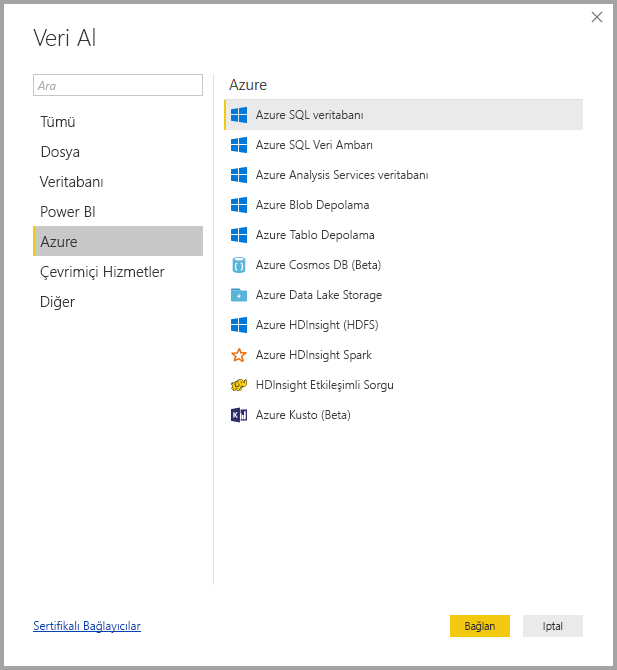 Veri Al
Ara
Tümü
Dosya
Veritabanı
Power BI
Azure
Çevrimiçi Hizmetler
Diğer
Azure
Azure SQL veritabanı
Azure SQL Veri Ambarı
Azure Analysis Services veritabanı
Azure Blob Depolama
Azure Tablo Depolama
Azure Cosmos DB (Beta)
Azure Data Lake Storage
Azure HDInsight (HDFS)
Azure HDInsight Spark
HDInsight Etkileşimli Sorgu
Azure Kusto (Beta)
Sertifikalı Bağlayıcılar
Bağlan
Iptal